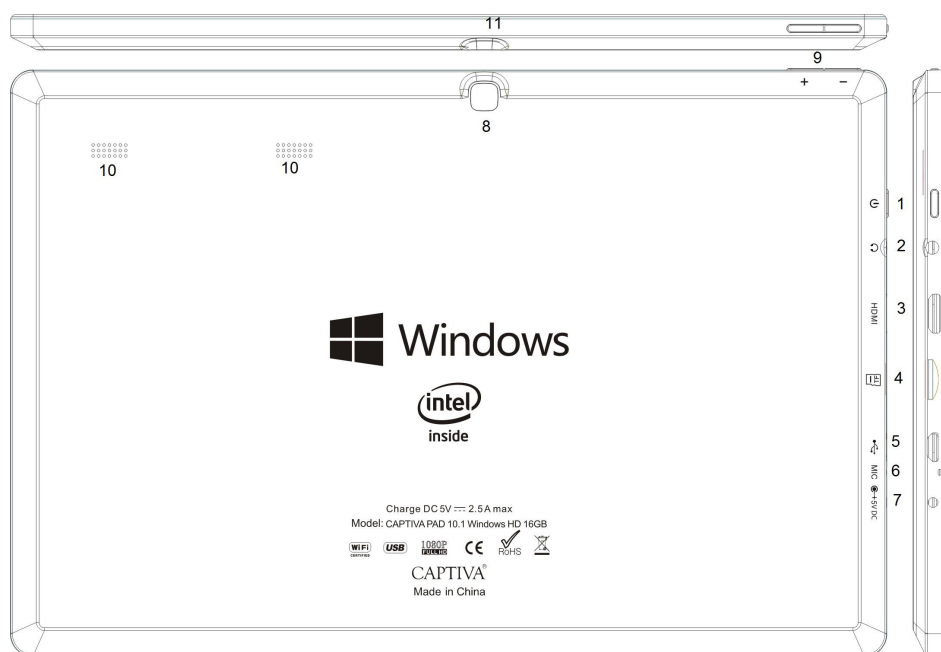 11
9
+ −
8
10 10
1
2
HDMI 3
TF 4
5
MIC 6
+5V DC 7
Windows
intel
inside
Charge DC 5V ⎓ 2.5A max
Model: CAPTIVA PAD 10.1 Windows HD 16GB
WiFi CERTIFIED USB 1080P FULL HD CE RoHS
CAPTIVA®
Made in China